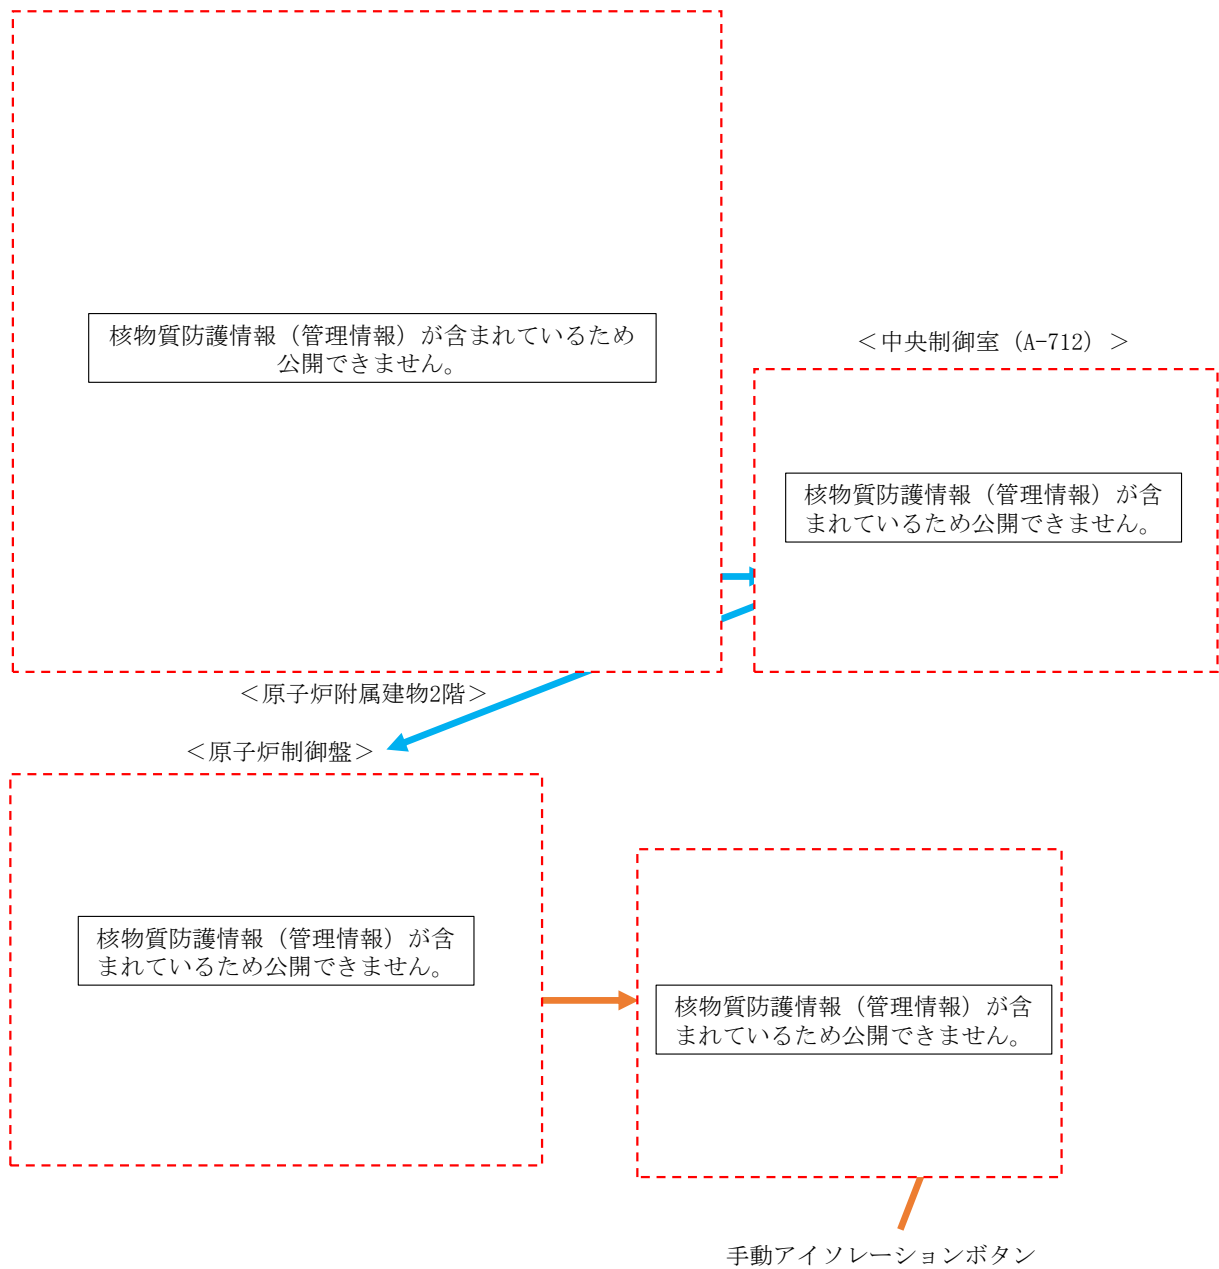 核物質防護情報（管理情報）が含まれているため
公開できません。
＜中央制御室（A-712）＞
核物質防護情報（管理情報）が含
まれているため公開できません。
＜原子炉附属建物2階＞
＜原子炉制御盤＞
核物質防護情報（管理情報）が含
まれているため公開できません。
核物質防護情報（管理情報）が含
まれているため公開できません。
手動アイソレーションボタン